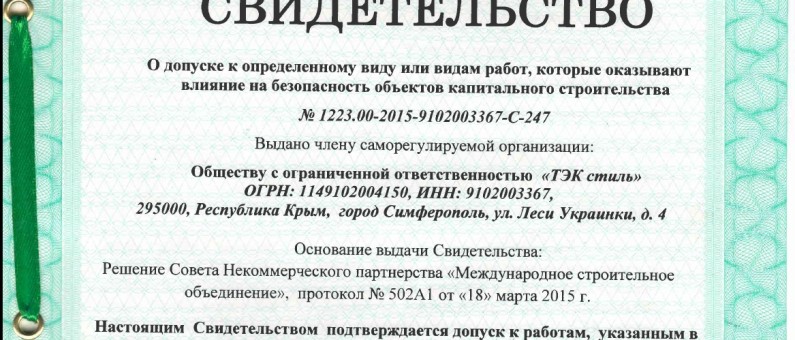 СВИДЕТЕЛЬСТВО
О допуске к определенному виду или видам работ, которые оказывают
влияние на безопасность объектов капитального строительства
№ 1223.00-2015-9102003367-С-247
Выдано члену саморегулируемой организации:
Обществу с ограниченной ответственностью «ТЭК стиль»
ОГРН: 1149102004150, ИНН: 9102003367,
295000, Республика Крым, город Симферополь, ул. Леси Украинки, д. 4
Основание выдачи Свидетельства:
Решение Совета Некоммерческого партнерства «Международное строительное
объединение», протокол № 502А1 от «18» марта 2015 г.
Настоящим Свидетельством подтверждается допуск к работам, указанным в